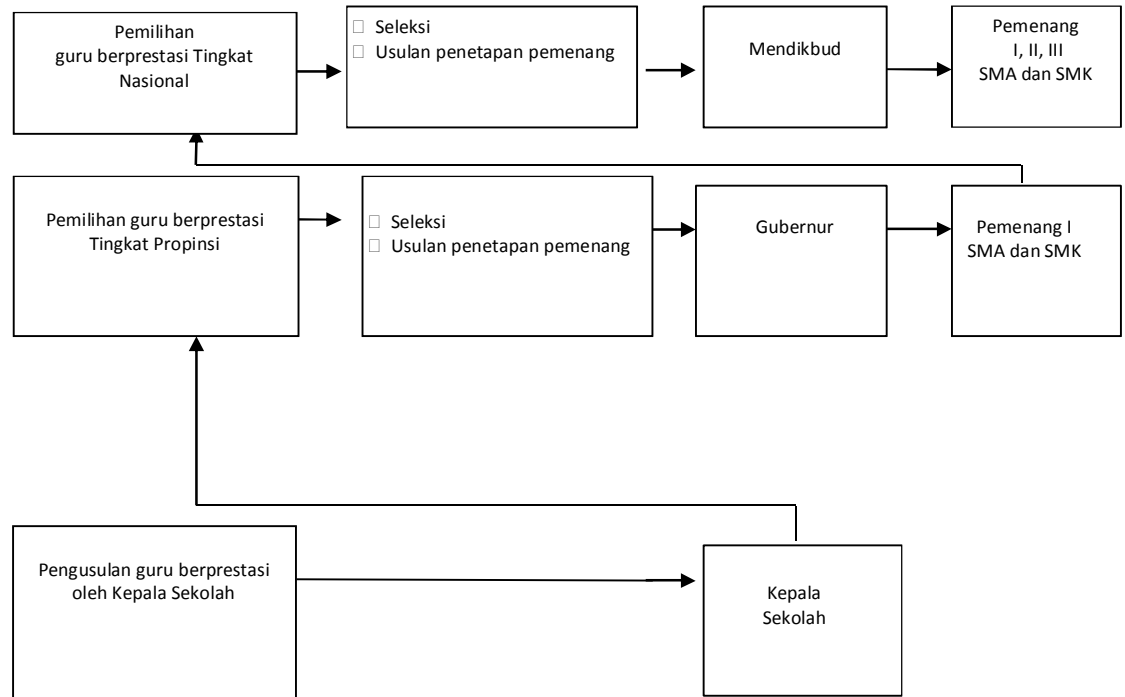 Pemilihan
guru berprestasi Tingkat
Nasional
Seleksi
Usulan penetapan pemenang
Mendikbud
Pemenang
I, II, III
SMA dan SMK
Pemilihan guru berprestasi
Tingkat Propinsi
Seleksi
Usulan penetapan pemenang
Gubernur
Pemenang I
SMA dan SMK
Pengusulan guru berprestasi
oleh Kepala Sekolah
Kepala
Sekolah